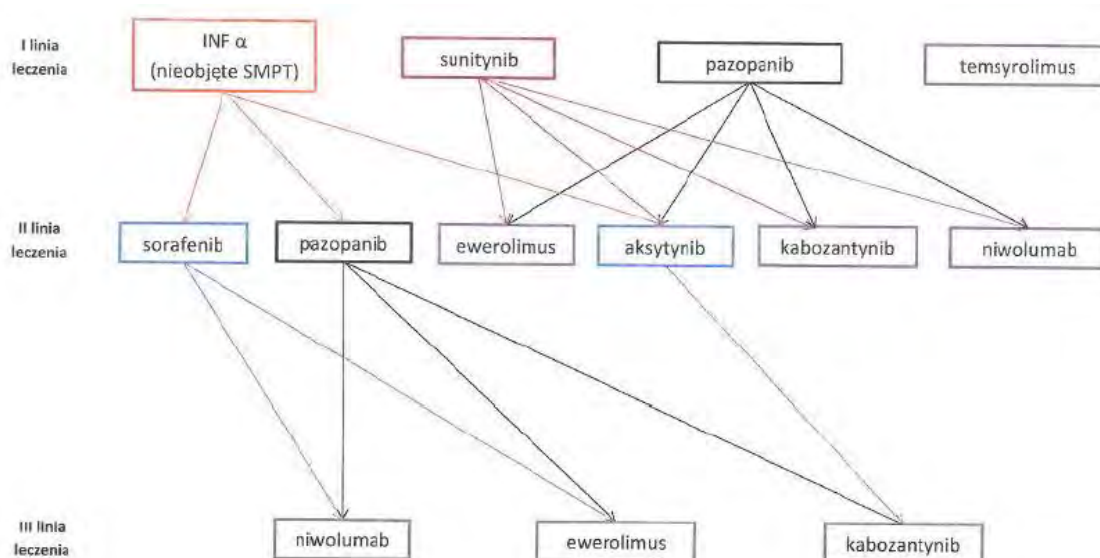 I linia
leczenia
INF α
(nieobjęte SMPT)
sunitynib
pazopanib
temsyrolimus
II linia
leczenia
sorafenib
pazopanib
ewerolimus
aksytynib
kabozantynib
niwolumab
III linia
leczenia
niwolumab
ewerolimus
kabozantynib